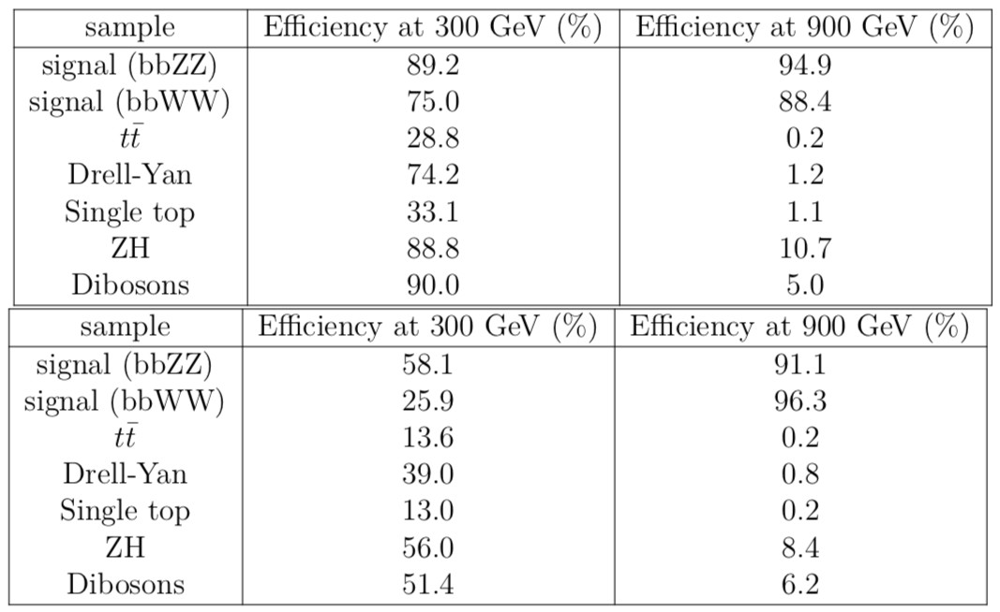 sample Efficiency at 300 GeV (%) Efficiency at 900 GeV (%)
signal (bbZZ) 89.2 94.9
signal (bbWW) 75.0 88.4
tt̄ 28.8 0.2
Drell-Yan 74.2 1.2
Single top 33.1 1.1
ZH 88.8 10.7
Dibosons 90.0 5.0
sample Efficiency at 300 GeV (%) Efficiency at 900 GeV (%)
signal (bbZZ) 58.1 91.1
signal (bbWW) 25.9 96.3
tt̄ 13.6 0.2
Drell-Yan 39.0 0.8
Single top 13.0 0.2
ZH 56.0 8.4
Dibosons 51.4 6.2